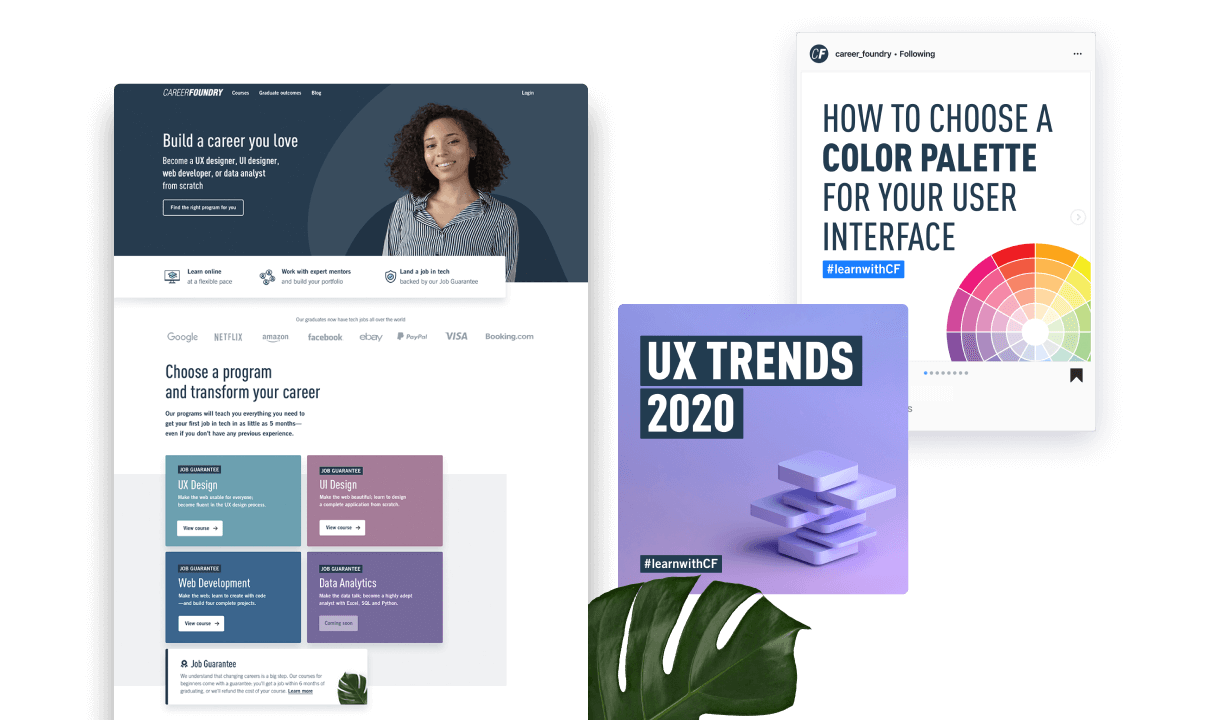 CAREERFOUNDRY
Courses
Graduate outcomes
Blog
Login
Build a career you love
Become a UX designer, UI designer,
web developer, or data analyst
from scratch
Find the right program for you
Learn online
at a flexible pace
Work with expert mentors
and build your portfolio
Land a job in tech
backed by our Job Guarantee
Our graduates now have tech jobs all over the world
Google
NETFLIX
amazon
facebook
ebay
PayPal
VISA
Booking.com
Choose a program
and transform your career
Our programs will teach you everything you need to
get your first job in tech in as little as 5 months—
even if you don't have any previous experience.
JOB GUARANTEE
UX Design
Make the web usable for everyone;
become fluent in the UX design process.
View course →
JOB GUARANTEE
UI Design
Make the web beautiful; learn to design
a complete application from scratch.
View course →
JOB GUARANTEE
Web Development
Make the web; learn to create with code
—and build four complete projects.
View course →
JOB GUARANTEE
Data Analytics
Make the data talk; become a highly adept
analyst with Excel, SQL and Python.
Coming soon
Job Guarantee
We understand that changing careers is a big step. Our courses for
beginners come with a guarantee: you'll get a job within 6 months of
graduating, or we'll refund the cost of your course. Learn more
UX TRENDS
2020
#learnwithCF
CF
career_foundry • Following
HOW TO CHOOSE A
COLOR PALETTE
FOR YOUR USER
INTERFACE
#learnwithCF